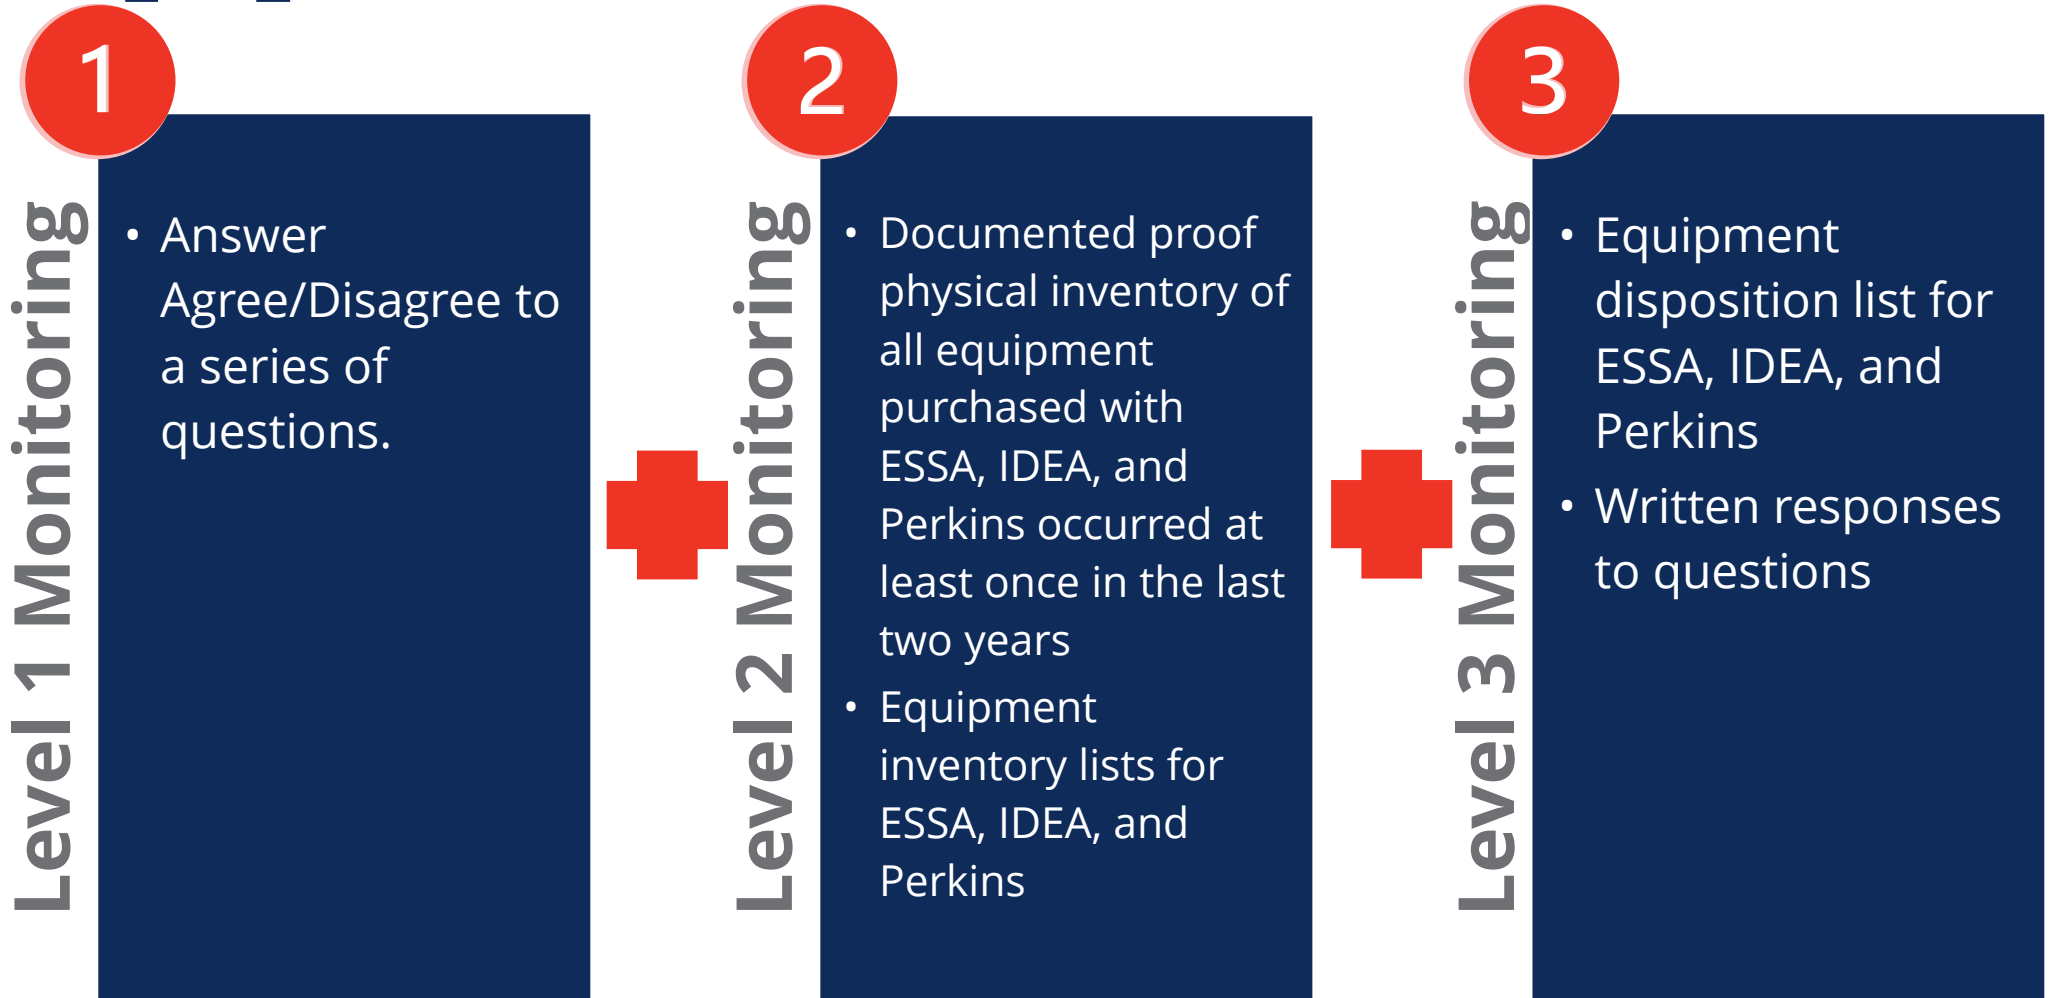 1
Level 1 Monitoring
• Answer
Agree/Disagree to
a series of
questions.
2
Level 2 Monitoring
• Documented proof
physical inventory of
all equipment
purchased with
ESSA, IDEA, and
Perkins occurred at
least once in the last
two years
• Equipment
inventory lists for
ESSA, IDEA, and
Perkins
3
Level 3 Monitoring
• Equipment
disposition list for
ESSA, IDEA, and
Perkins
• Written responses
to questions